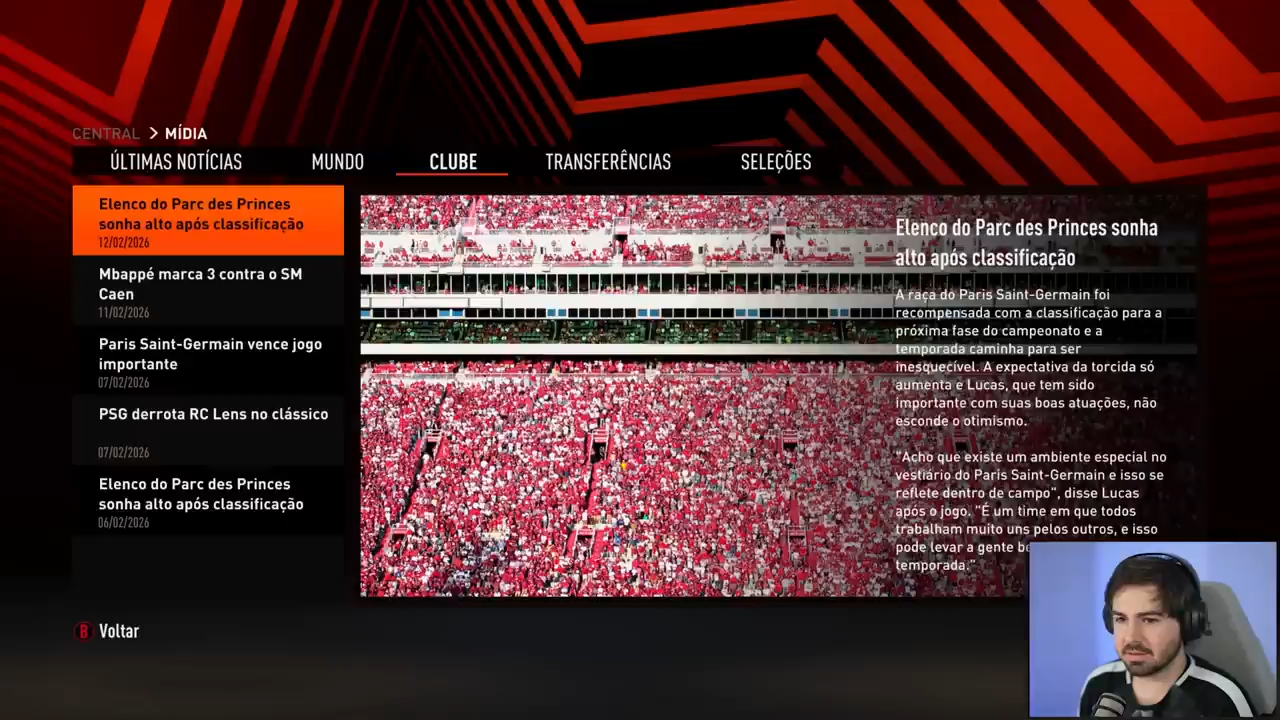 CENTRAL > MÍDIA
ÚLTIMAS NOTÍCIAS
MUNDO
CLUBE
TRANSFERÊNCIAS
SELEÇÕES
Elenco do Parc des Princes
sonha alto após classificação
12/02/2026
Mbappé marca 3 contra o SM
Caen
11/02/2026
Paris Saint-Germain vence jogo
importante
07/02/2026
PSG derrota RC Lens no clássico
07/02/2026
Elenco do Parc des Princes
sonha alto após classificação
06/02/2026
Elenco do Parc des Princes sonha
alto após classificação
A raça do Paris Saint-Germain foi
recompensada com a classificação para a
próxima fase do campeonato e a
temporada caminha para ser
inesquecível. A expectativa da torcida só
aumenta e Lucas, que tem sido
importante com suas boas atuações, não
esconde o otimismo.
"Acho que existe um ambiente especial no
vestiário do Paris Saint-Germain e isso se
reflete dentro de campo", disse Lucas
após o jogo. "É um time em que todos
trabalham muito uns pelos outros, e isso
pode levar a gente
temporada."
B Voltar